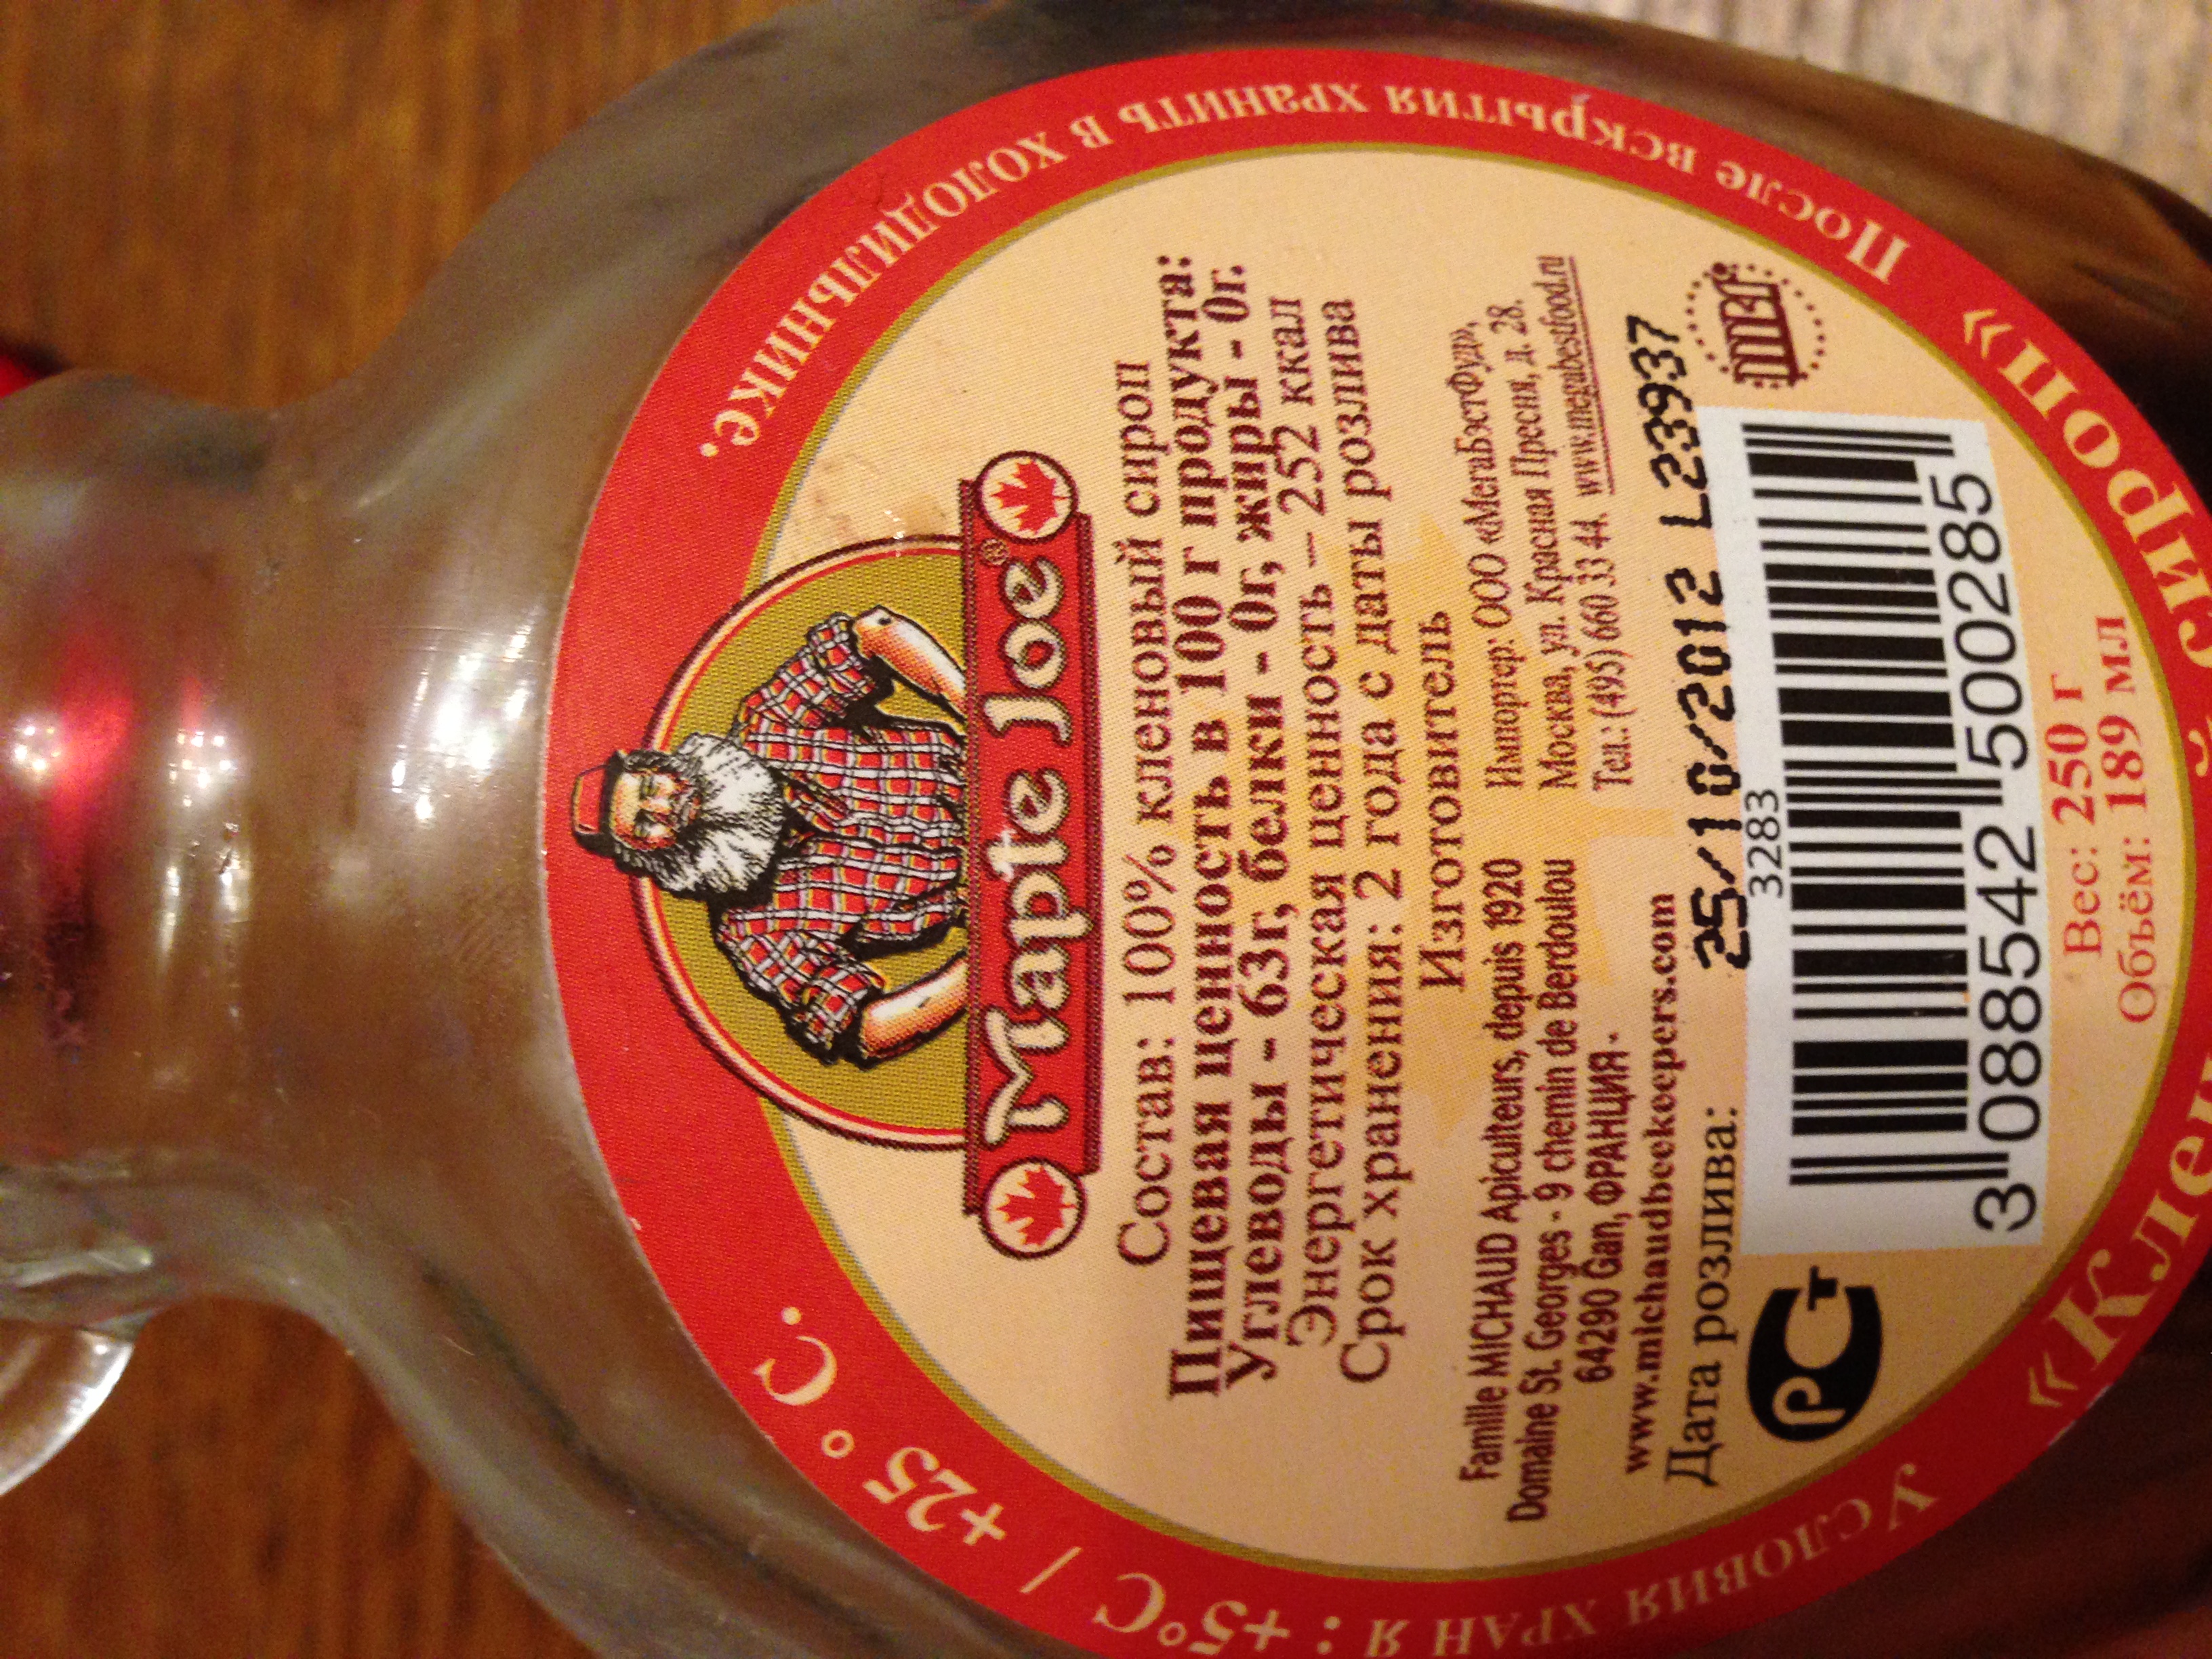 Maple Joe®
Состав: 100% кленовый сироп
Пищевая ценность в 100 г продукта:
Углеводы - 63г, белки - 0г, жиры - 0г.
Энергетическая ценность – 252 ккал
Срок хранения: 2 года с даты розлива
Изготовитель
Famille MICHAUD Apiculteurs, depuis 1920
Domaine St. Georges - 9 chemin de Berdoulou
64290 Gan, ФРАНЦИЯ -
www.michaudbeekeepers.com
Импортер: ООО «МегаБэстФуд»,
Москва, ул. Красная Пресня, д. 28.
Тел.: (495) 660 33 44. www.megabestfood.ru
Дата розлива:
25/10/2012 L23937
3283
3 088542 500285
РСТ
Вес: 250 г
Объём: 189 мл
Условия хран я: +5°C / +25°C.
сироп»
После вскрытия хранить в холодильнике.